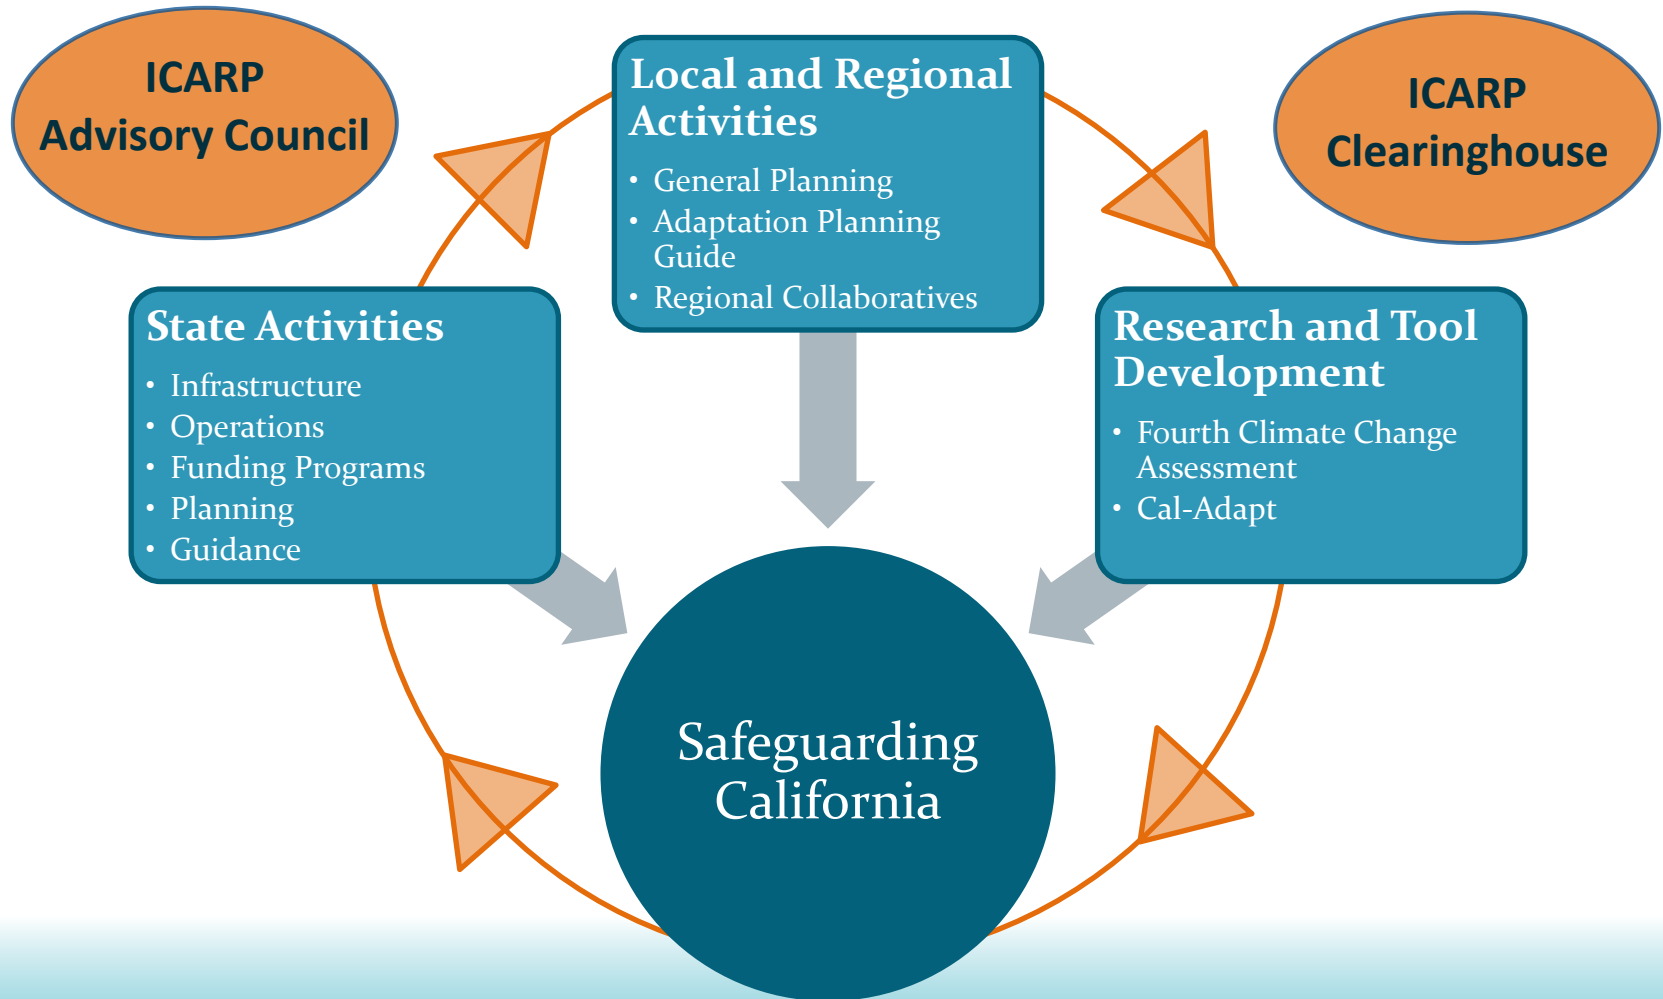 ICARP
Advisory Council
Local and Regional
Activities
• General Planning
• Adaptation Planning
Guide
• Regional Collaboratives
ICARP
Clearinghouse
State Activities
• Infrastructure
• Operations
• Funding Programs
• Planning
• Guidance
Research and Tool
Development
• Fourth Climate Change
Assessment
• Cal-Adapt
Safeguarding
California